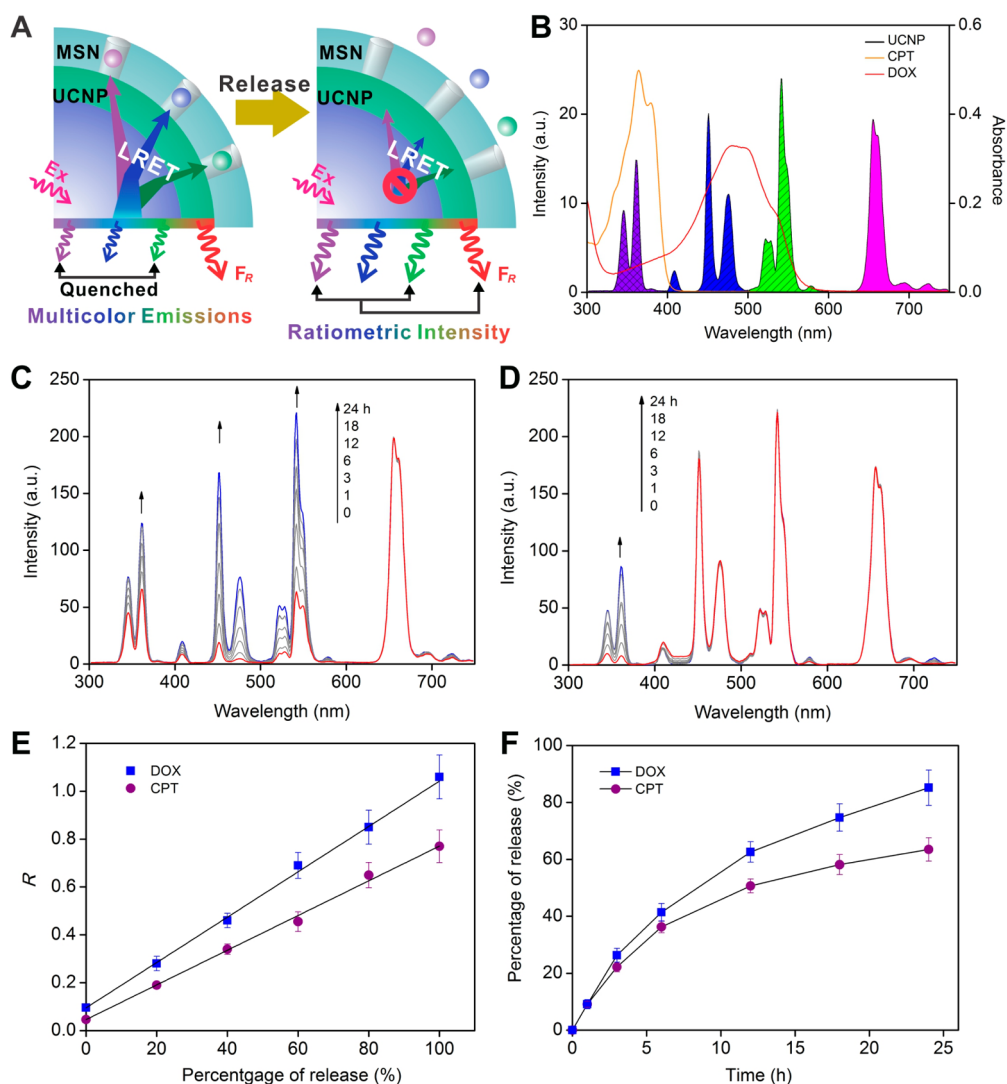 A
MSN
UCNP
LRET
Ex
F_R
Quenched
Multicolor Emissions
Release
MSN
UCNP
LRET
Ex
F_R
Ratiometric Intensity
B
UCNP
CPT
DOX
Intensity (a.u.)
30
20
10
0
Absorbance
0.6
0.4
0.2
0.0
300 400 500 600 700
Wavelength (nm)
C
Intensity (a.u.)
250
200
150
100
50
0
24 h
18
12
6
3
1
0
300 400 500 600 700
Wavelength (nm)
D
Intensity (a.u.)
250
200
150
100
50
0
24 h
18
12
6
3
1
0
300 400 500 600 700
Wavelength (nm)
E
DOX
CPT
R
1.2
1.0
0.8
0.6
0.4
0.2
0.0
0 20 40 60 80 100
Percentgage of release (%)
F
DOX
CPT
Percentage of release (%)
100
80
60
40
20
0
0 5 10 15 20 25
Time (h)